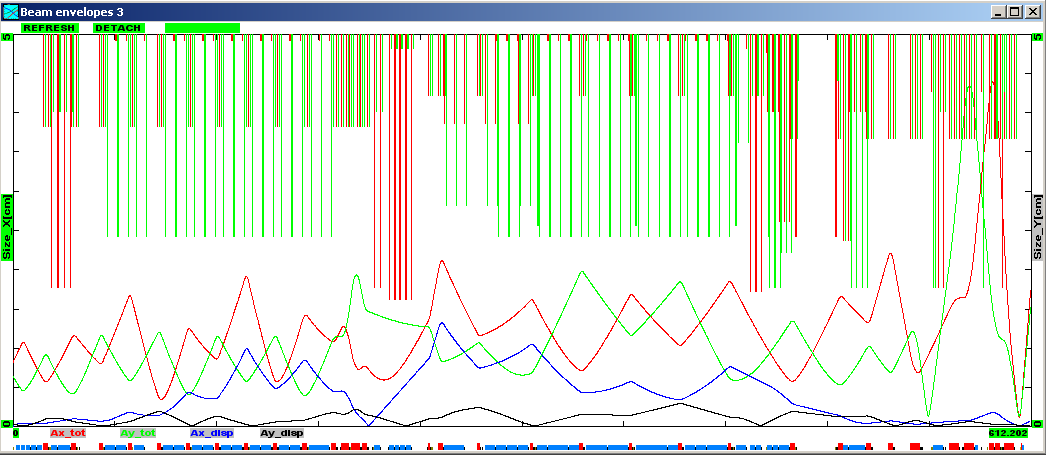 Beam envelopes 3
REFRESH DETACH
5 5
Size_X[cm] Size_Y[cm]
0 0
0 Ax_tot Ay_tot Ax_disp Ay_disp 612.202